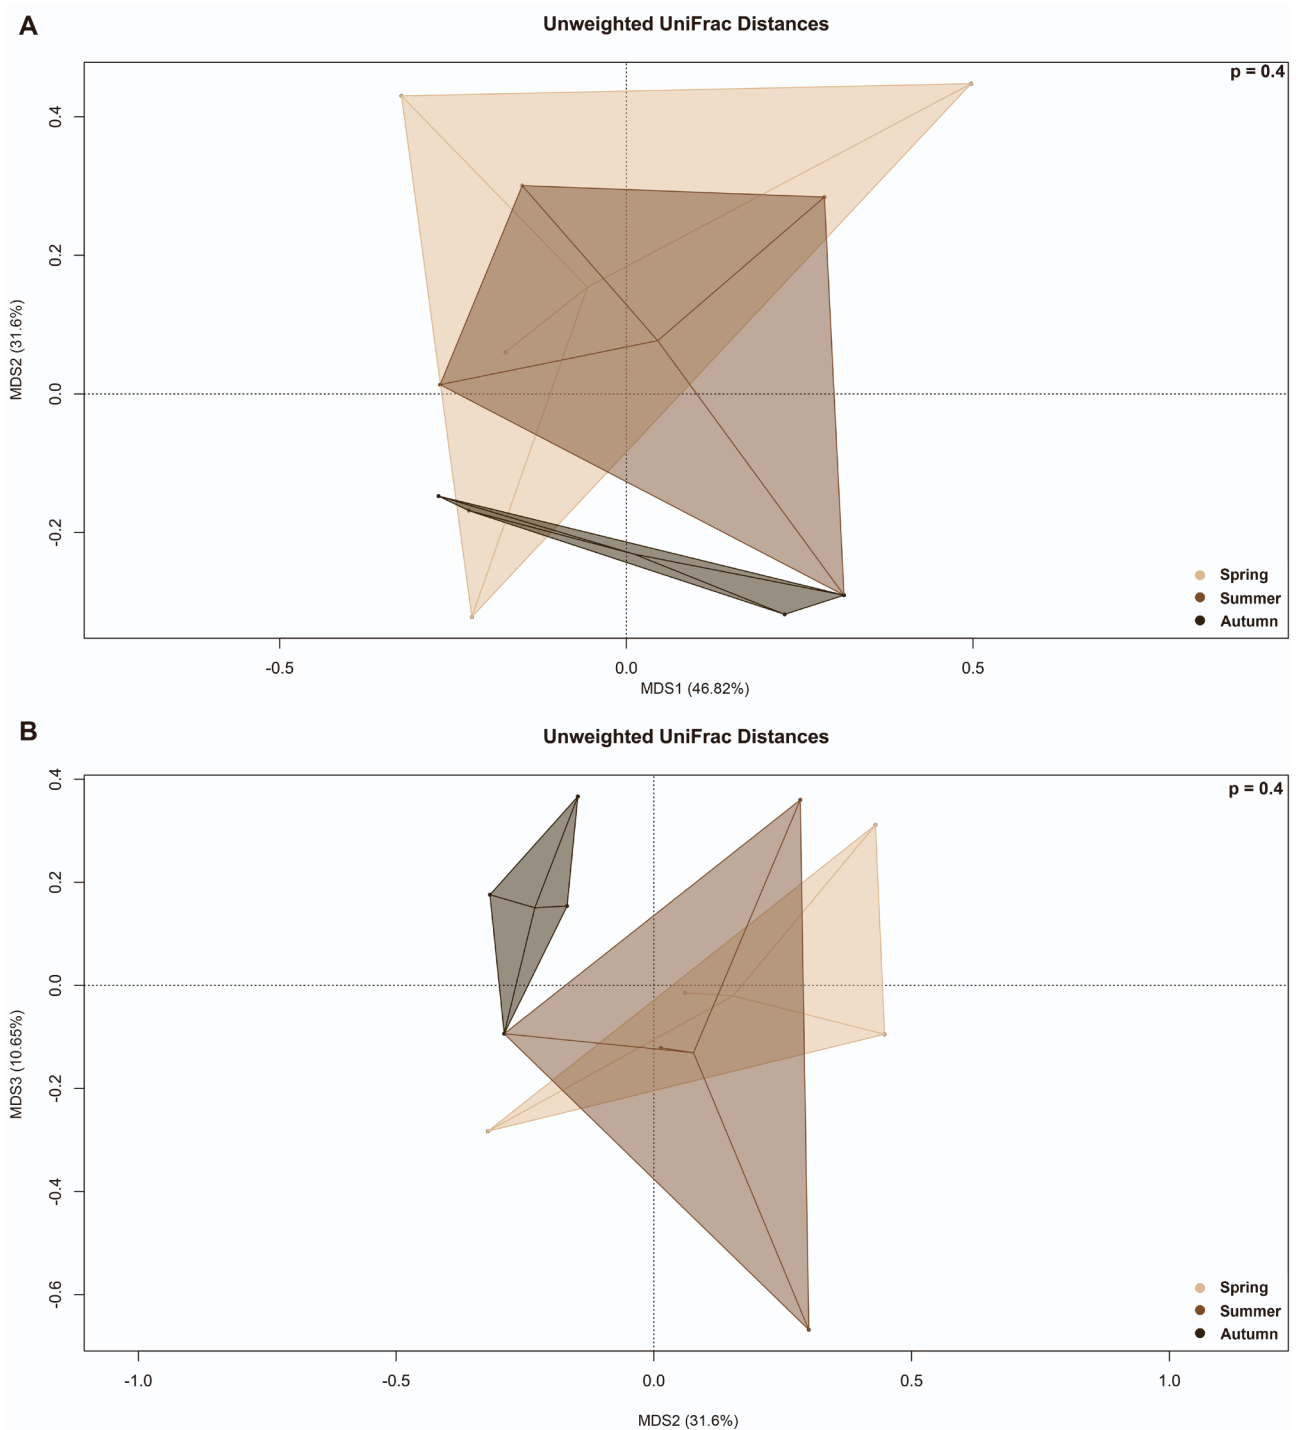 A
Unweighted UniFrac Distances
p = 0.4
0.4
0.2
0.0
-0.2
MDS2 (31.6%)
Spring
Summer
Autumn
-0.5
0.0
0.5
MDS1 (46.82%)
B
Unweighted UniFrac Distances
p = 0.4
0.4
0.2
0.0
-0.2
-0.4
-0.6
MDS3 (10.65%)
Spring
Summer
Autumn
-1.0
-0.5
0.0
0.5
1.0
MDS2 (31.6%)